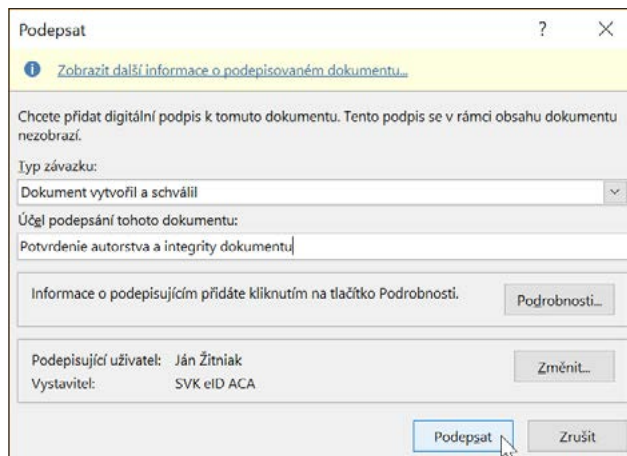 Podepsat ?
Zobrazit další informace o podepisovaném dokumentu...
Chcete přidat digitální podpis k tomuto dokumentu. Tento podpis se v rámci obsahu dokumentu
nezobrazí.
Typ závazku:
Dokument vytvořil a schválil
Účel podepsání tohoto dokumentu:
Potvrdenie autorstva a integrity dokumentu
Informace o podepisujícím přidáte kliknutím na tlačítko Podrobnosti.
Podrobnosti...
Podepisující uživatel: Ján Žitniak
Změnit...
Vystavitel: SVK eID ACA
Podepsat Zrušit